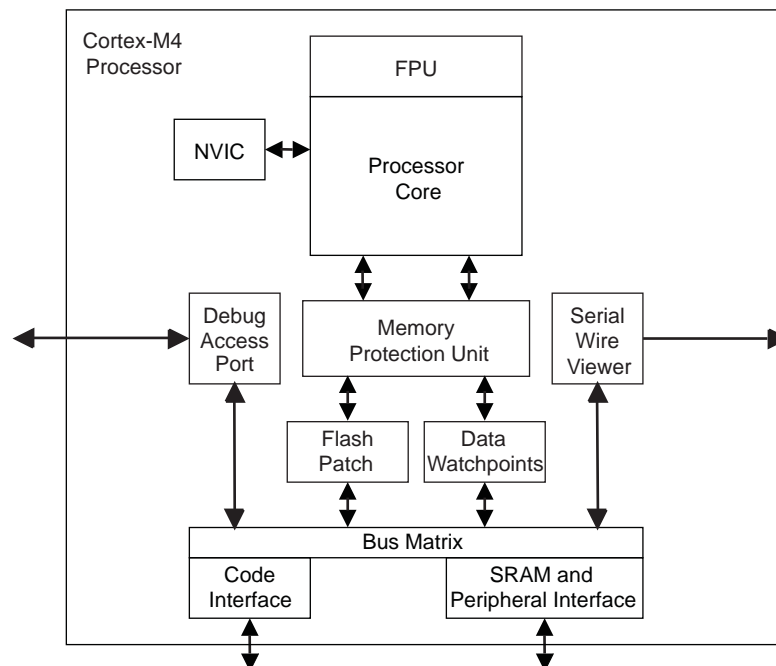 Cortex-M4
Processor
FPU
NVIC
Processor
Core
Debug
Access
Port
Memory
Protection Unit
Serial
Wire
Viewer
Flash
Patch
Data
Watchpoints
Bus Matrix
Code
Interface
SRAM and
Peripheral Interface